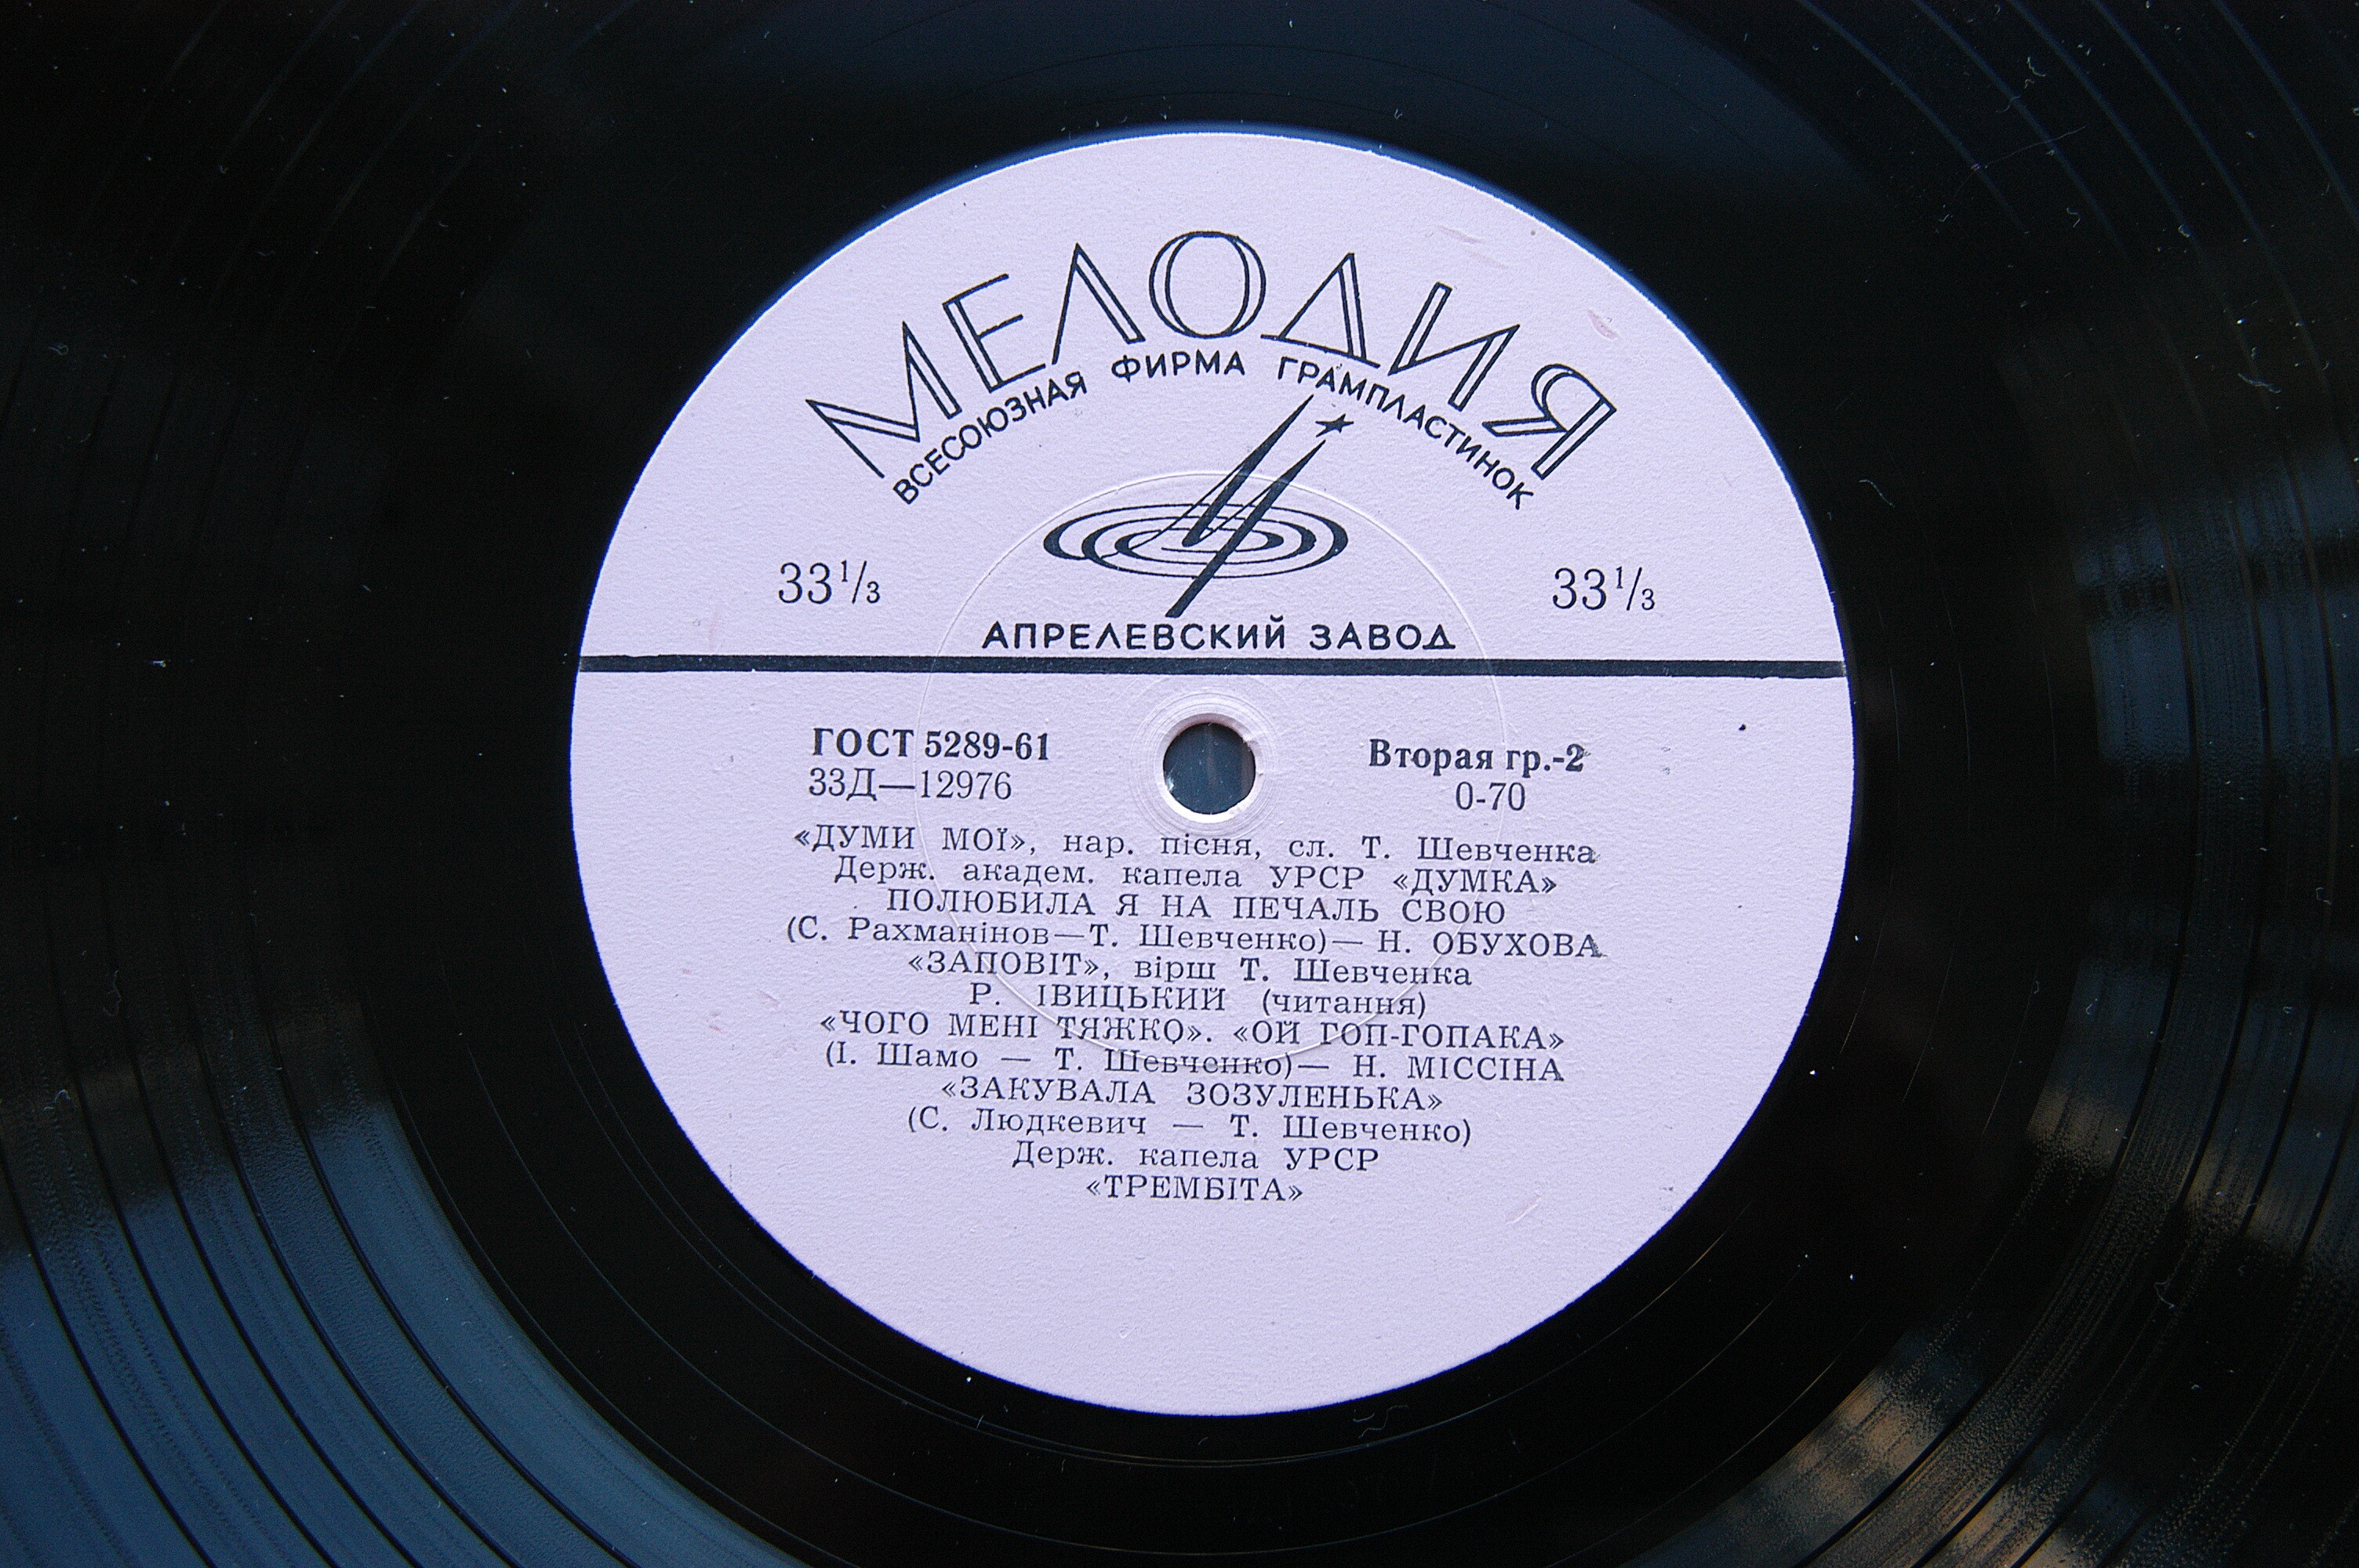 МЕЛОДИЯ
ВСЕСОЮЗНАЯ ФИРМА ГРАМПЛАСТИНОК
33 1/3 33 1/3
АПРЕЛЕВСКИЙ ЗАВОД
ГОСТ 5289-61 Вторая гр.-2
33Д—12976 0-70
«ДУМИ МОЇ», нар. пісня, сл. Т. Шевченка
Держ. академ. капела УРСР «ДУМКА»
ПОЛЮБИЛА Я НА ПЕЧАЛЬ СВОЮ
(С. Рахманінов—Т. Шевченко)— Н. ОБУХОВА
«ЗАПОВІТ», вірш Т. Шевченка
Р. ІВИЦЬКИЙ (читання)
«ЧОГО МЕНІ ТЯЖКО». «ОЙ ГОП-ГОПАКА»
(І. Шамо — Т. Шевченко)— Н. МІССІНА
«ЗАКУВАЛА ЗОЗУЛЕНЬКА»
(С. Людкевич — Т. Шевченко)
Держ. капела УРСР
«ТРЕМБІТА»